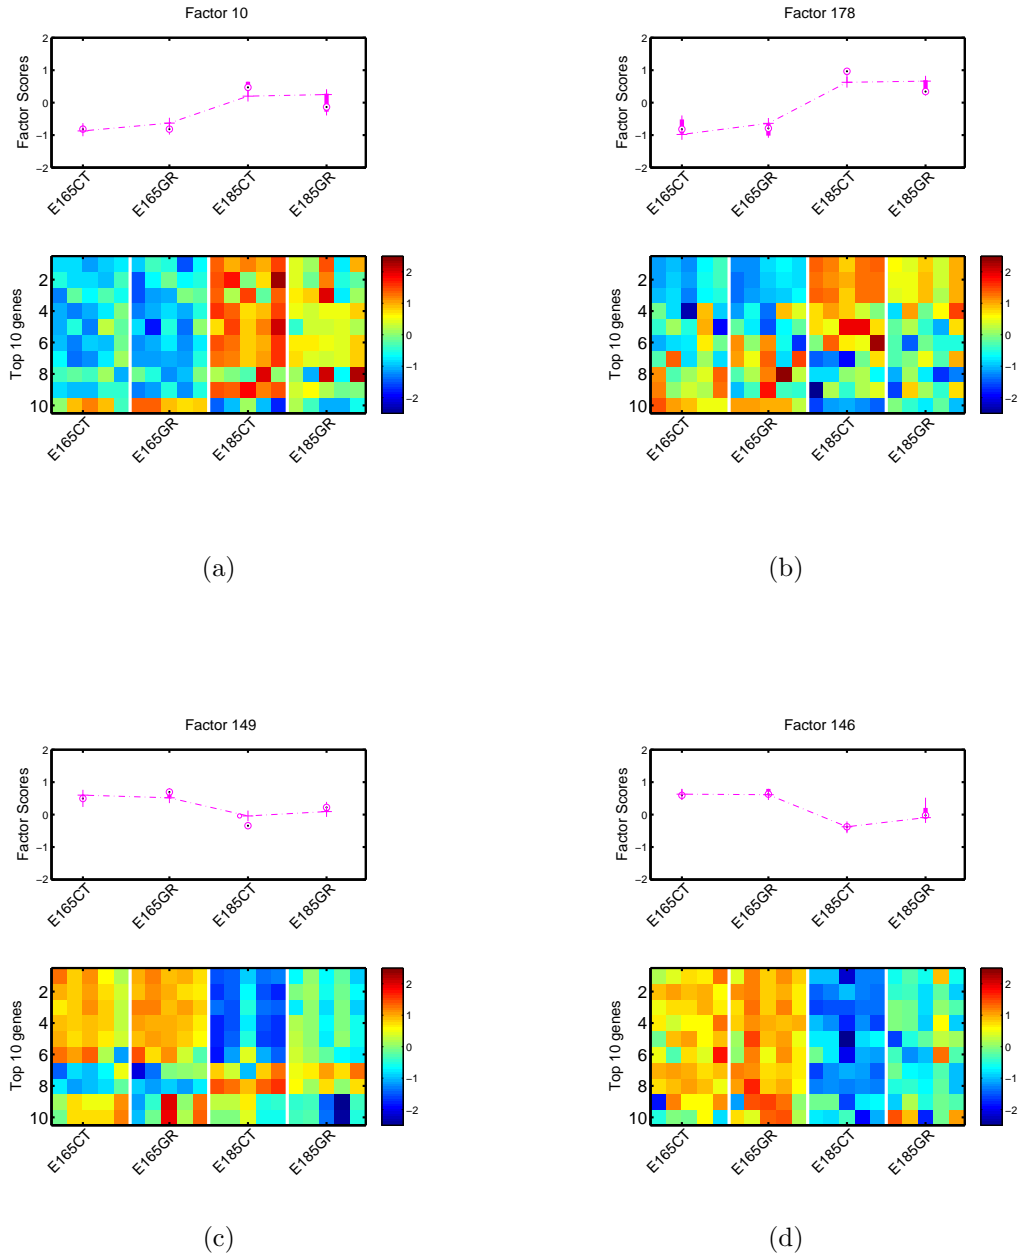 Factor 10
2
1
0
−1
−2
Factor Scores
E165CT
E165GR
E185CT
E185GR
2
4
6
8
10
Top 10 genes
E165CT
E165GR
E185CT
E185GR
2
1
0
−1
−2
(a)
Factor 178
2
1
0
−1
−2
Factor Scores
E165CT
E165GR
E185CT
E185GR
2
4
6
8
10
Top 10 genes
E165CT
E165GR
E185CT
E185GR
2
1
0
−1
−2
(b)
Factor 149
2
1
0
−1
−2
Factor Scores
E165CT
E165GR
E185CT
E185GR
2
4
6
8
10
Top 10 genes
E165CT
E165GR
E185CT
E185GR
2
1
0
−1
−2
(c)
Factor 146
2
1
0
−1
−2
Factor Scores
E165CT
E165GR
E185CT
E185GR
2
4
6
8
10
Top 10 genes
E165CT
E165GR
E185CT
E185GR
2
1
0
−1
−2
(d)